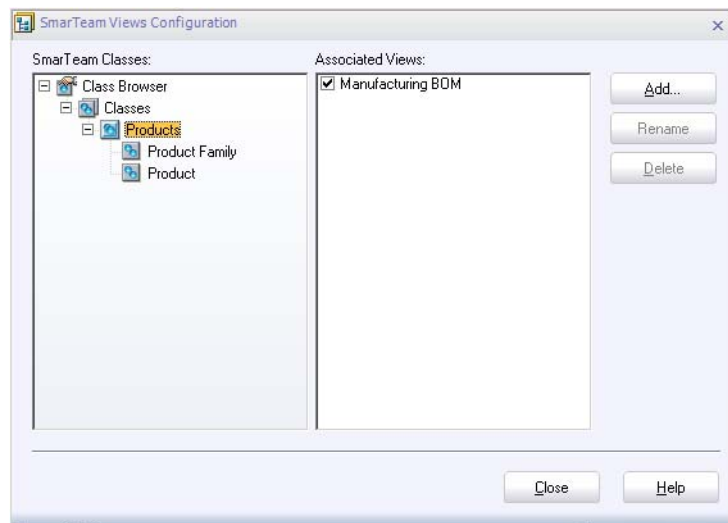 SmarTeam Views Configuration
SmarTeam Classes:
Associated Views:
Class Browser
Classes
Products
Product Family
Product
Manufacturing BOM
Add...
Rename
Delete
Close
Help